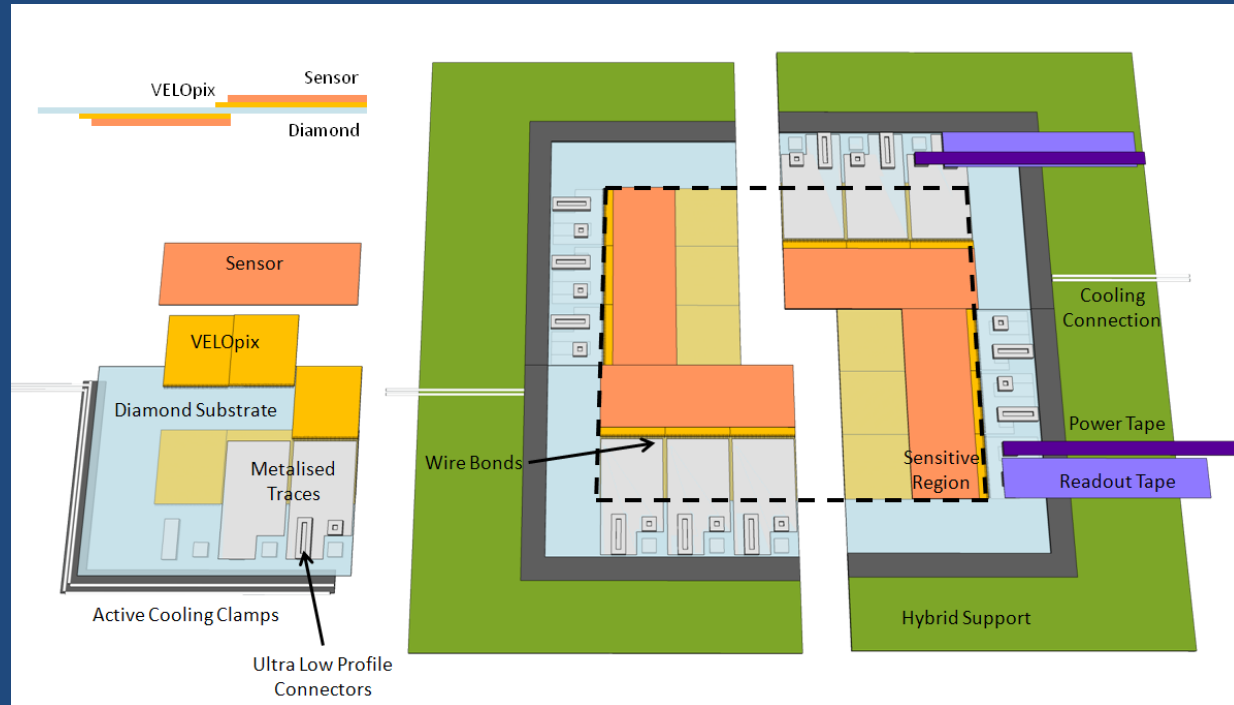 Sensor
VELOpix
Diamond
Sensor
VELOpix
Diamond Substrate
Metalised
Traces
Active Cooling Clamps
Ultra Low Profile
Connectors
Wire Bonds
Sensitive
Region
Cooling
Connection
Power Tape
Readout Tape
Hybrid Support